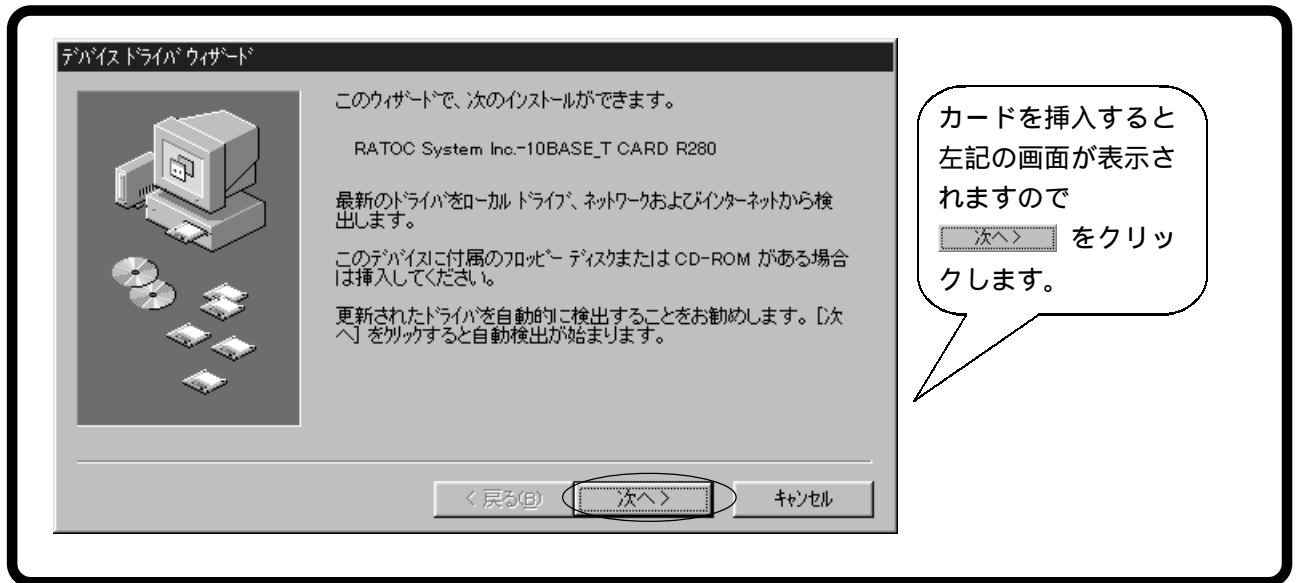 ﾃﾞﾊﾞｲｽ ﾄﾞﾗｲﾊﾞ ｳｨｻﾞｰﾄﾞ
このｳｨｻﾞｰﾄﾞで、次のｲﾝｽﾄｰﾙができます。
RATOC System Inc.-10BASE_T CARD R280
最新のﾄﾞﾗｲﾊﾞをﾛｰｶﾙ ﾄﾞﾗｲﾌﾞ、ﾈｯﾄﾜｰｸおよびｲﾝﾀｰﾈｯﾄから検
出します。
このﾃﾞﾊﾞｲｽに付属のﾌﾛｯﾋﾟｰ ﾃﾞｨｽｸまたは CD-ROM がある場合
は挿入してください。
更新されたﾄﾞﾗｲﾊﾞを自動的に検出することをお勧めします。[次
へ] をｸﾘｯｸすると自動検出が始まります。
< 戻る(B)
次へ >
ｷｬﾝｾﾙ
カードを挿入すると
左記の画面が表示さ
れますので
次へ> をクリッ
クします。